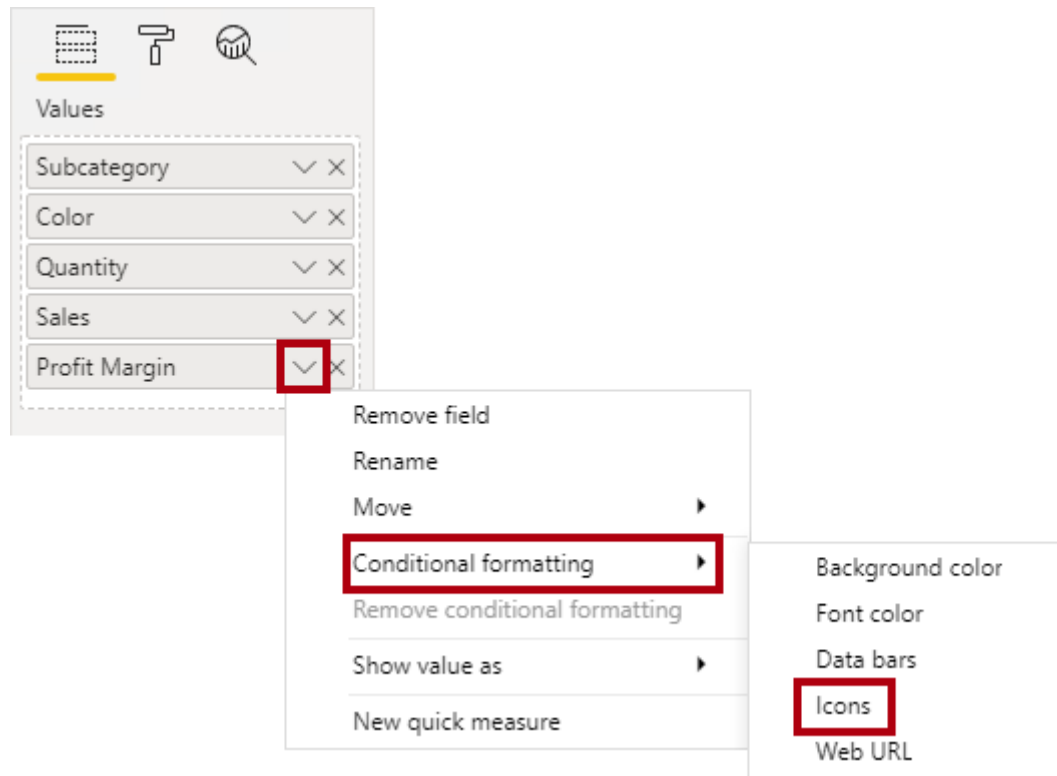 Values
Subcategory
Color
Quantity
Sales
Profit Margin
Remove field
Rename
Move
Conditional formatting
Remove conditional formatting
Show value as
New quick measure
Background color
Font color
Data bars
Icons
Web URL